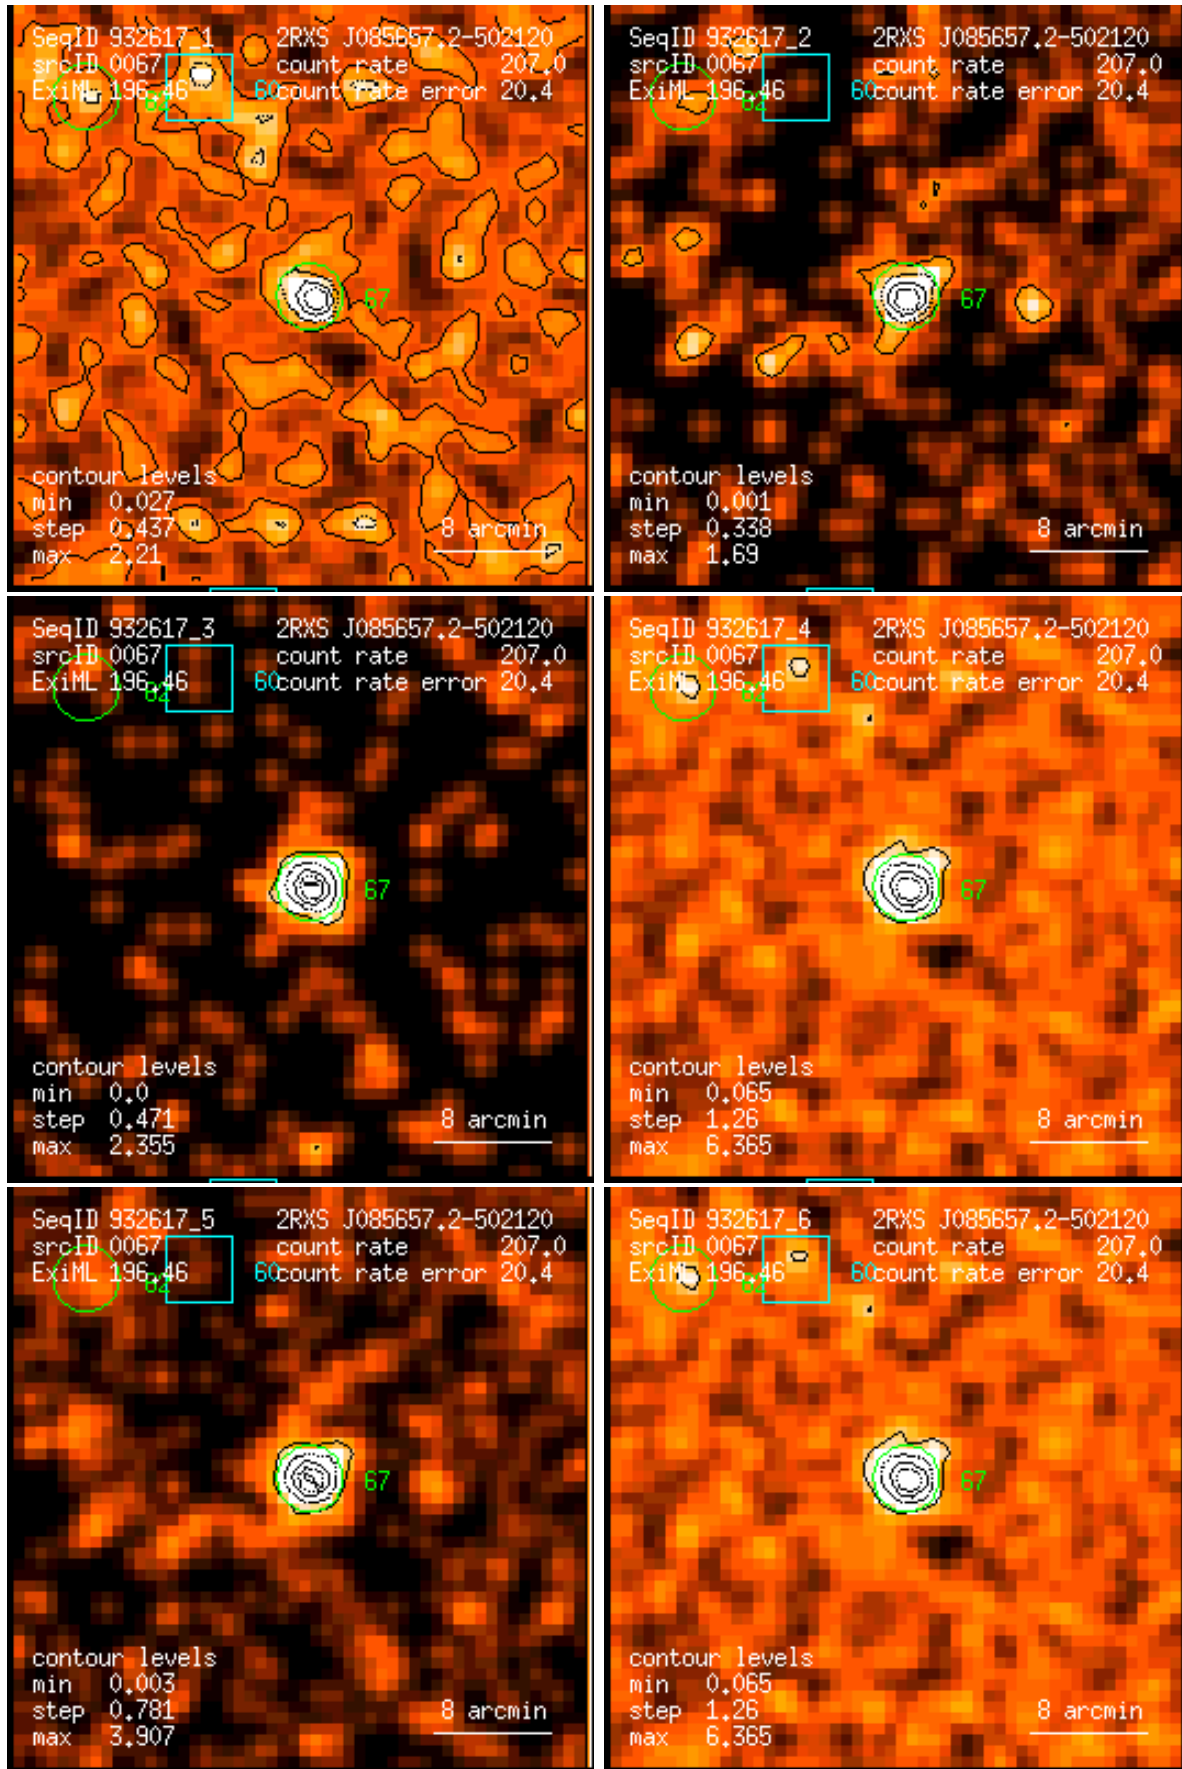 SeqID 932617_1 2RXS J085657.2-502120
srcID 0067 count rate 207.0
ExiML 196.46 62 60 count rate error 20.4
67
contour levels
min 0.027
step 0.437 8 arcmin
max 2.21
SeqID 932617_2 2RXS J085657.2-502120
srcID 0067 count rate 207.0
ExiML 196.46 62 60 count rate error 20.4
67
contour levels
min 0.001
step 0.338 8 arcmin
max 1.69
SeqID 932617_3 2RXS J085657.2-502120
srcID 0067 count rate 207.0
ExiML 196.46 62 60 count rate error 20.4
67
contour levels
min 0.0
step 0.471 8 arcmin
max 2.355
SeqID 932617_4 2RXS J085657.2-502120
srcID 0067 count rate 207.0
ExiML 196.46 62 60 count rate error 20.4
67
contour levels
min 0.065
step 1.26 8 arcmin
max 6.365
SeqID 932617_5 2RXS J085657.2-502120
srcID 0067 count rate 207.0
ExiML 196.46 62 60 count rate error 20.4
67
contour levels
min 0.003
step 0.781 8 arcmin
max 3.907
SeqID 932617_6 2RXS J085657.2-502120
srcID 0067 count rate 207.0
ExiML 196.46 62 60 count rate error 20.4
67
contour levels
min 0.065
step 1.26 8 arcmin
max 6.365